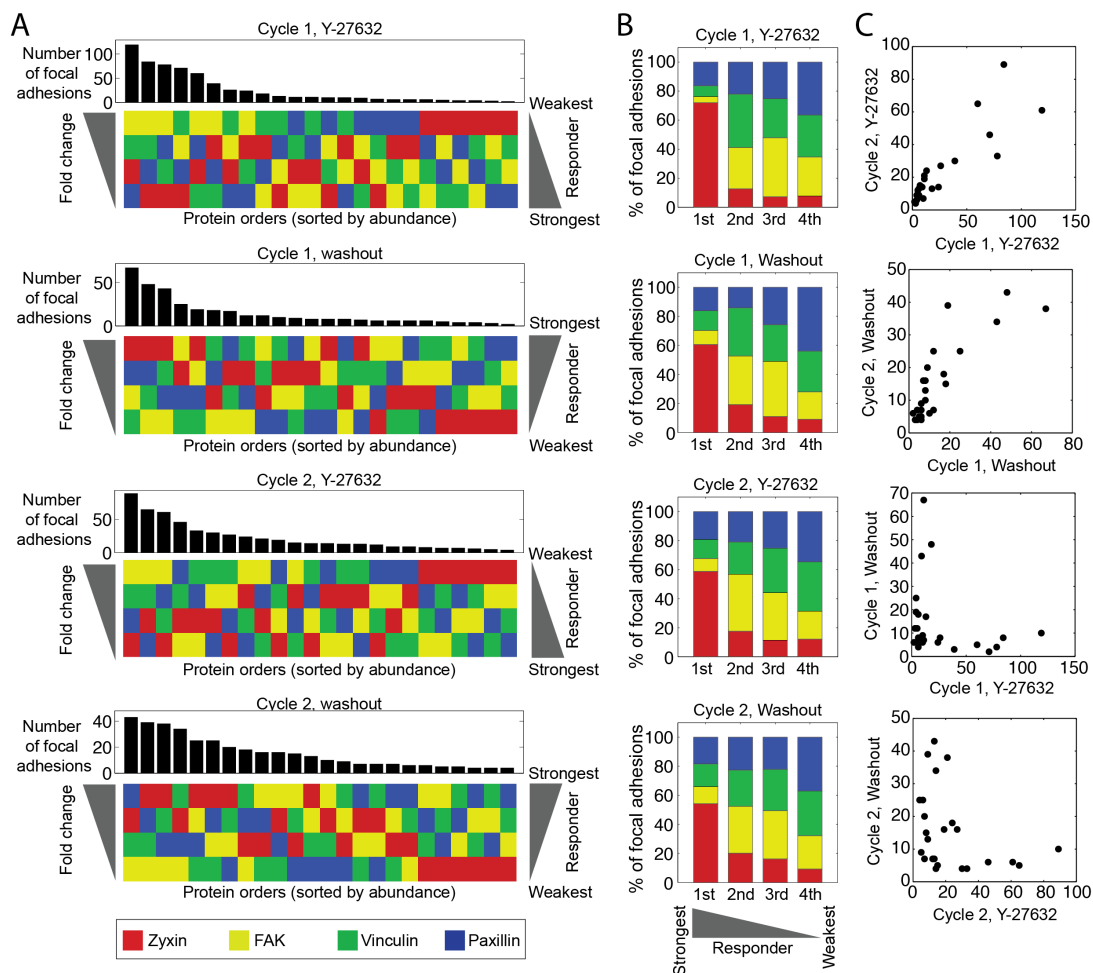 A
Cycle 1, Y-27632
Number
of focal
adhesions
100
50
0
Weakest
Fold change
Responder
Strongest
Protein orders (sorted by abundance)
Cycle 1, washout
Number
of focal
adhesions
50
0
Strongest
Fold change
Responder
Weakest
Protein orders (sorted by abundance)
Cycle 2, Y-27632
Number
of focal
adhesions
50
0
Weakest
Fold change
Responder
Strongest
Protein orders (sorted by abundance)
Cycle 2, washout
Number
of focal
adhesions
40
20
0
Strongest
Fold change
Responder
Weakest
Protein orders (sorted by abundance)
Zyxin FAK Vinculin Paxillin
B
Cycle 1, Y-27632
% of focal adhesions
100
80
60
40
20
0
1st 2nd 3rd 4th
Cycle 1, Washout
% of focal adhesions
100
80
60
40
20
0
1st 2nd 3rd 4th
Cycle 2, Y-27632
% of focal adhesions
100
80
60
40
20
0
1st 2nd 3rd 4th
Cycle 2, Washout
% of focal adhesions
100
80
60
40
20
0
1st 2nd 3rd 4th
Strongest
Responder
Weakest
C
Cycle 2, Y-27632
100
80
60
40
20
0
0 50 100 150
Cycle 1, Y-27632
Cycle 2, Washout
50
40
30
20
10
0
0 20 40 60 80
Cycle 1, Washout
Cycle 1, Washout
70
60
50
40
30
20
10
0
0 50 100 150
Cycle 1, Y-27632
Cycle 2, Washout
50
40
30
20
10
0
0 20 40 60 80 100
Cycle 2, Y-27632